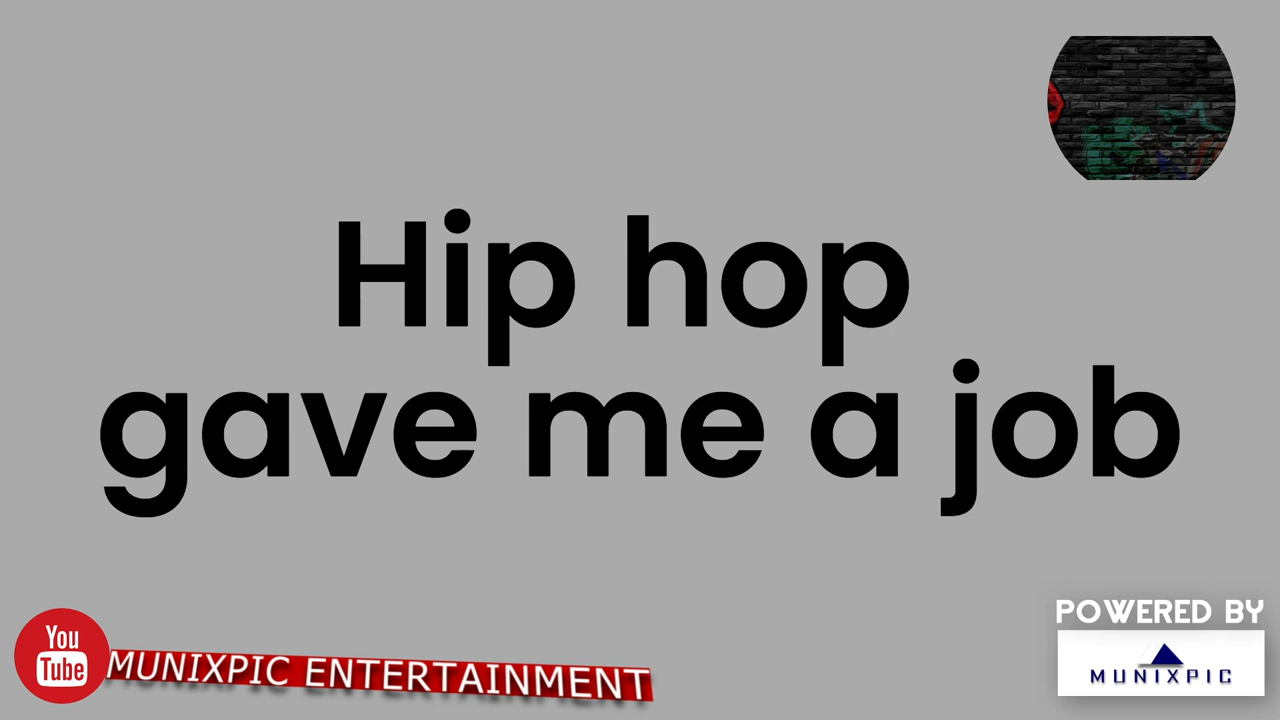 Hip hop
gave me a job
You
Tube
MUNIXPIC ENTERTAINMENT
POWERED BY
MUNIXPIC